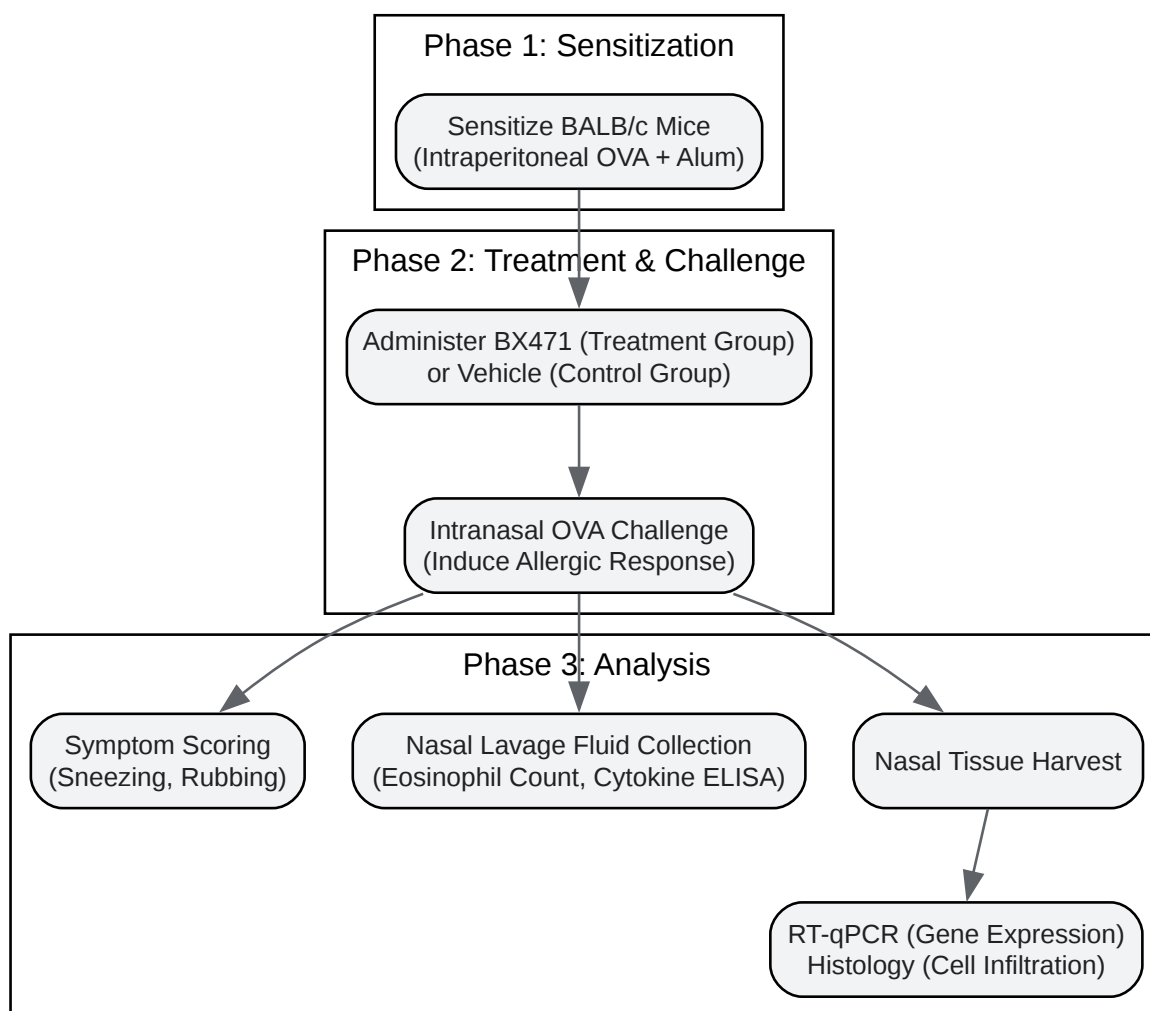 Phase 1: Sensitization
Sensitize BALB/c Mice
(Intraperitoneal OVA + Alum)
Phase 2: Treatment & Challenge
Administer BX471 (Treatment Group)
or Vehicle (Control Group)
Intranasal OVA Challenge
(Induce Allergic Response)
Phase 3: Analysis
Symptom Scoring
(Sneezing, Rubbing)
Nasal Lavage Fluid Collection
(Eosinophil Count, Cytokine ELISA)
Nasal Tissue Harvest
RT-qPCR (Gene Expression)
Histology (Cell Infiltration)